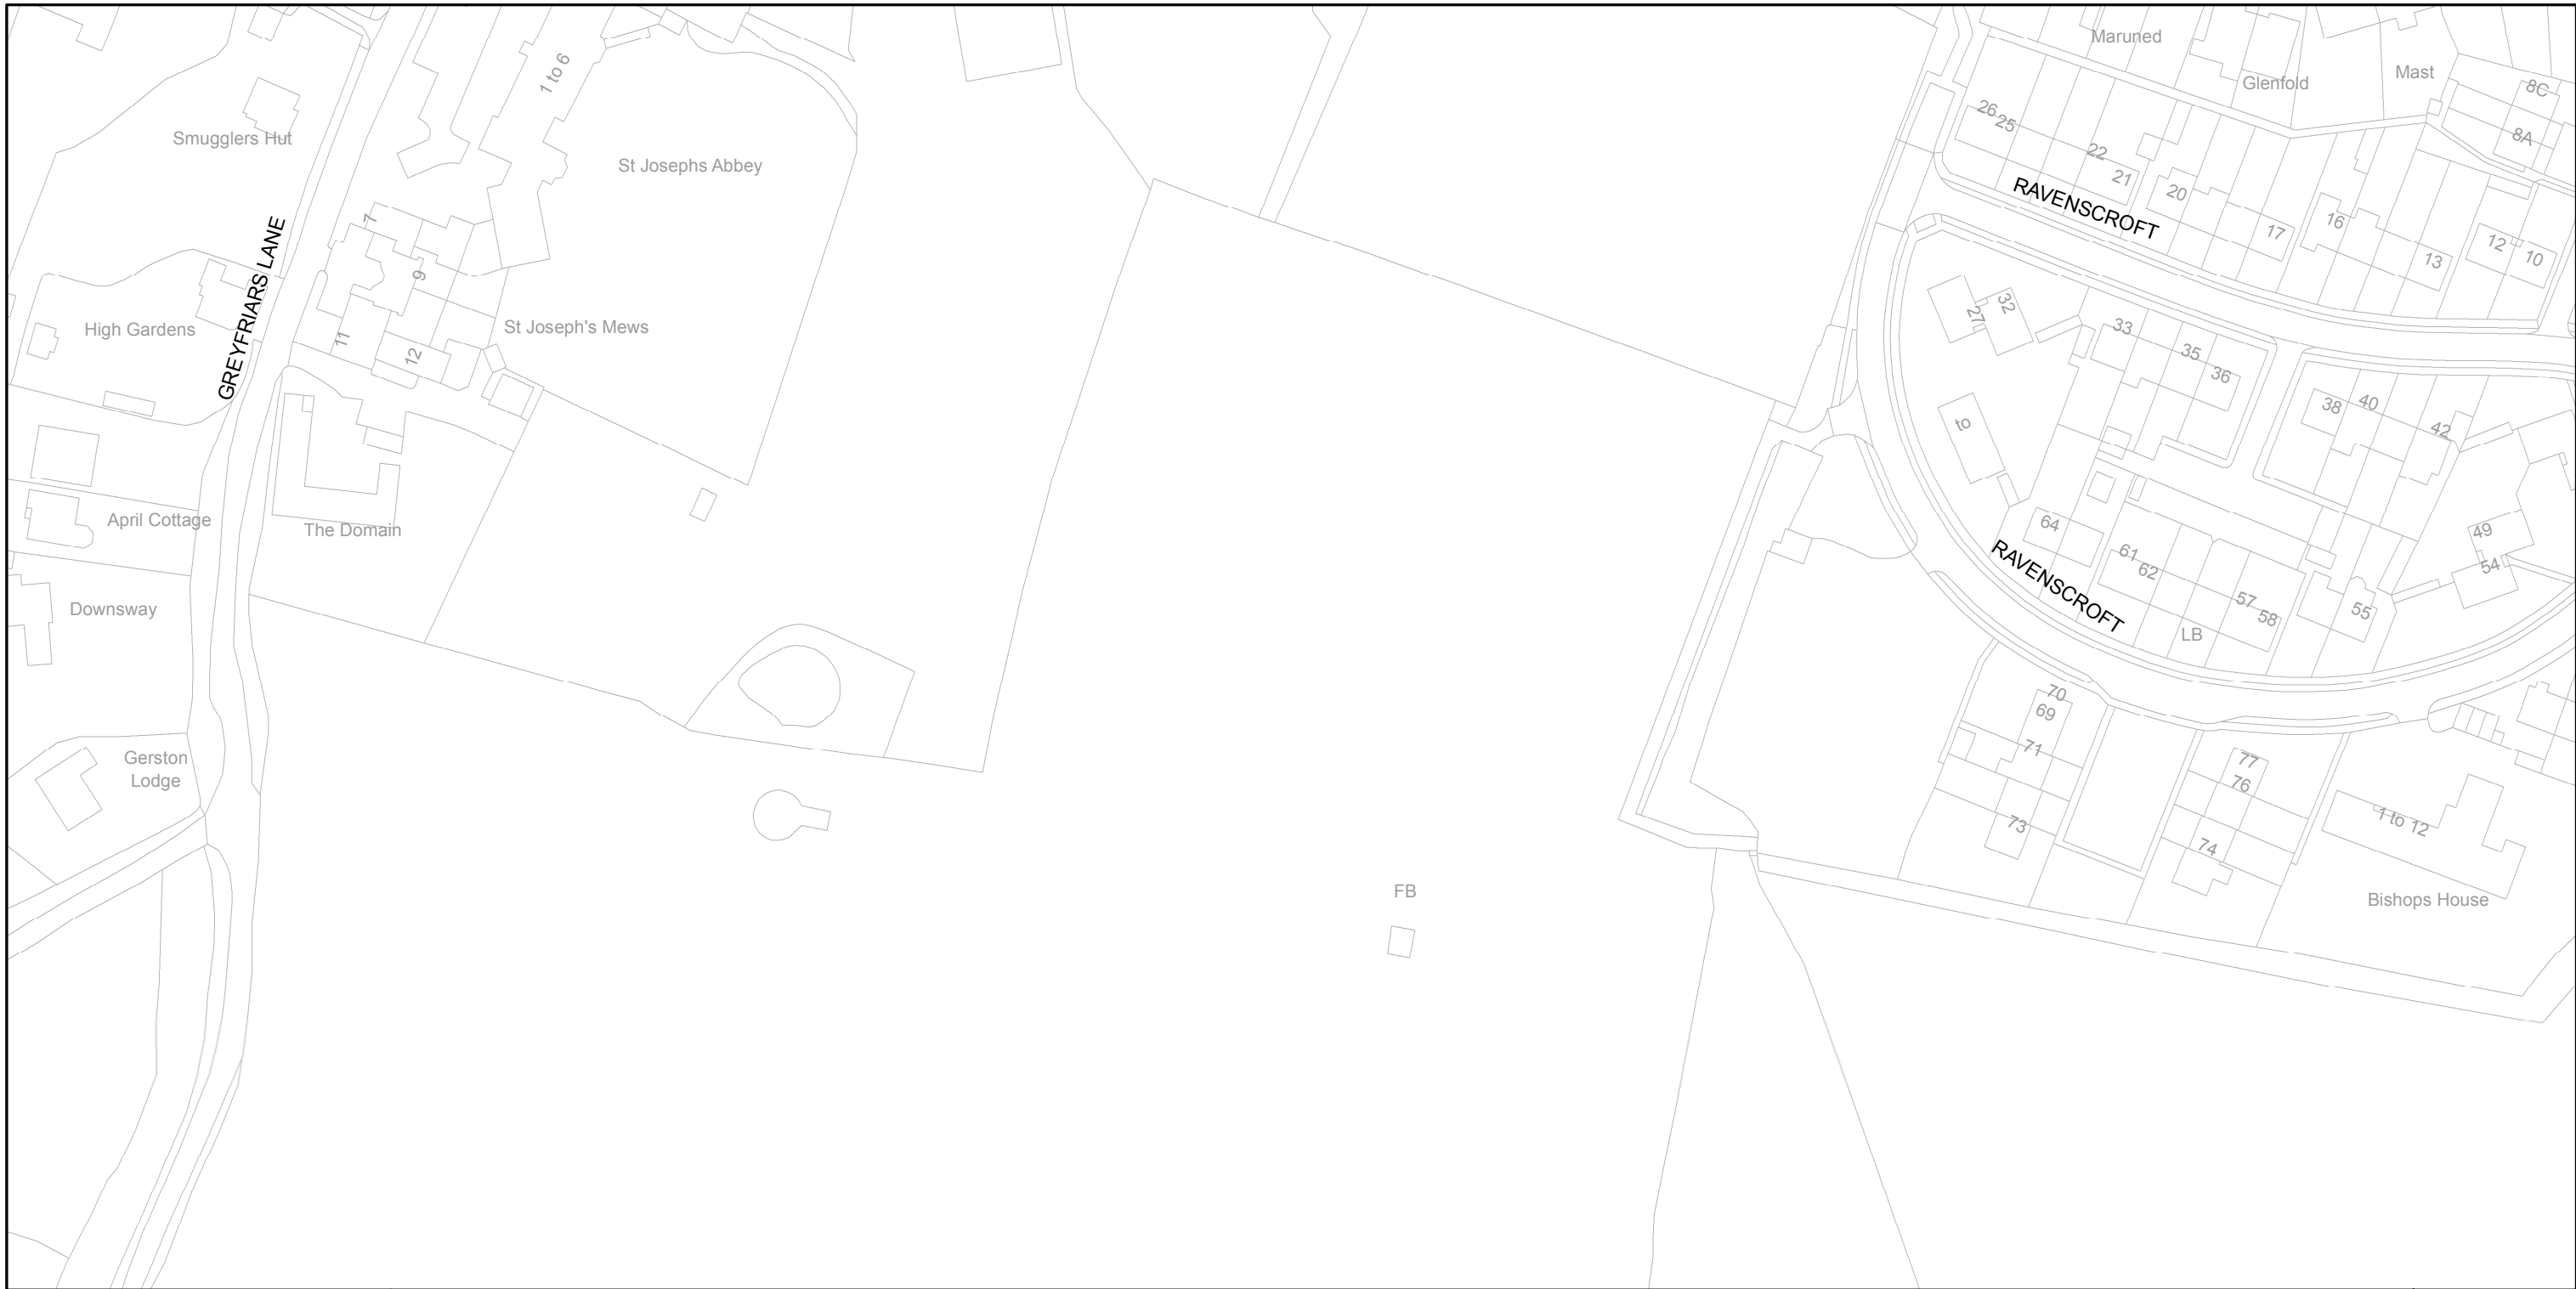 Maruned
Glenfold
Mast
8C
8A
1 to 6
Smugglers Hut
St Josephs Abbey
26
25
22
21
20
17
16
13
12
10
RAVENSCROFT
7
9
11
12
GREYFRIARS LANE
High Gardens
St Joseph's Mews
27
32
33
35
36
38
40
42
to
April Cottage
The Domain
64
61
62
57
58
55
49
54
RAVENSCROFT
LB
Downsway
70
69
71
73
77
76
74
Gerston
Lodge
1 to 12
FB
Bishops House